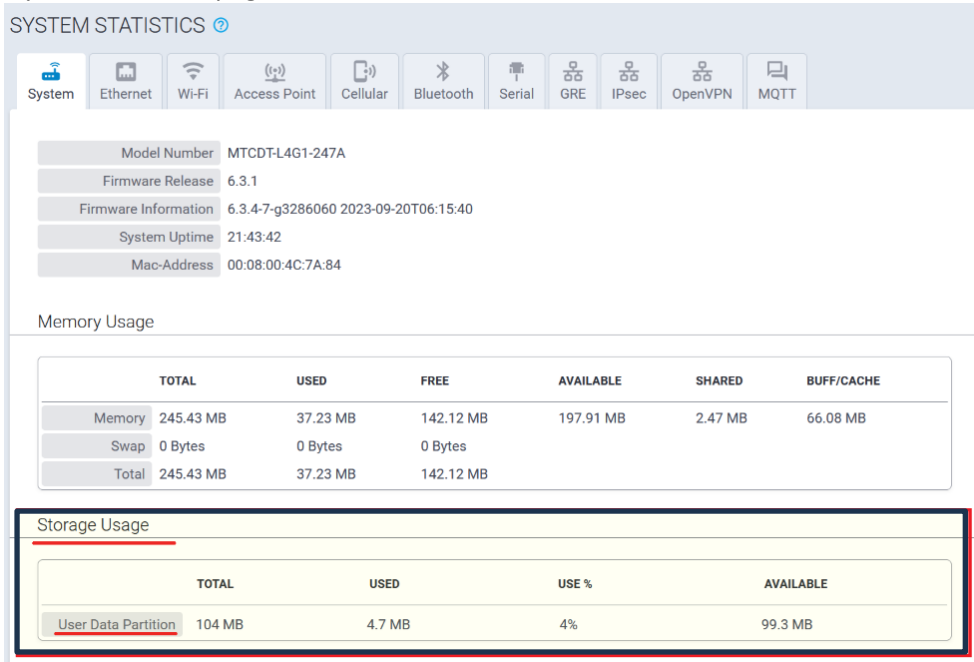 SYSTEM STATISTICS ?
System Ethernet Wi-Fi Access Point Cellular Bluetooth Serial GRE IPsec OpenVPN MQTT
Model Number MTCDT-L4G1-247A
Firmware Release 6.3.1
Firmware Information 6.3.4-7-g3286060 2023-09-20T06:15:40
System Uptime 21:43:42
Mac-Address 00:08:00:4C:7A:84
Memory Usage
TOTAL USED FREE AVAILABLE SHARED BUFF/CACHE
Memory 245.43 MB 37.23 MB 142.12 MB 197.91 MB 2.47 MB 66.08 MB
Swap 0 Bytes 0 Bytes 0 Bytes
Total 245.43 MB 37.23 MB 142.12 MB
Storage Usage
TOTAL USED USE % AVAILABLE
User Data Partition 104 MB 4.7 MB 4% 99.3 MB